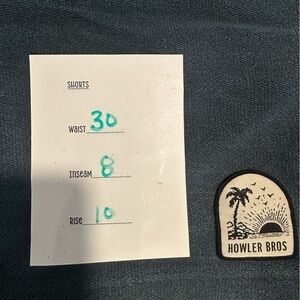 SHORTS
WAIST 30
INSEAM 8
RISE 10
HOWLER BROS